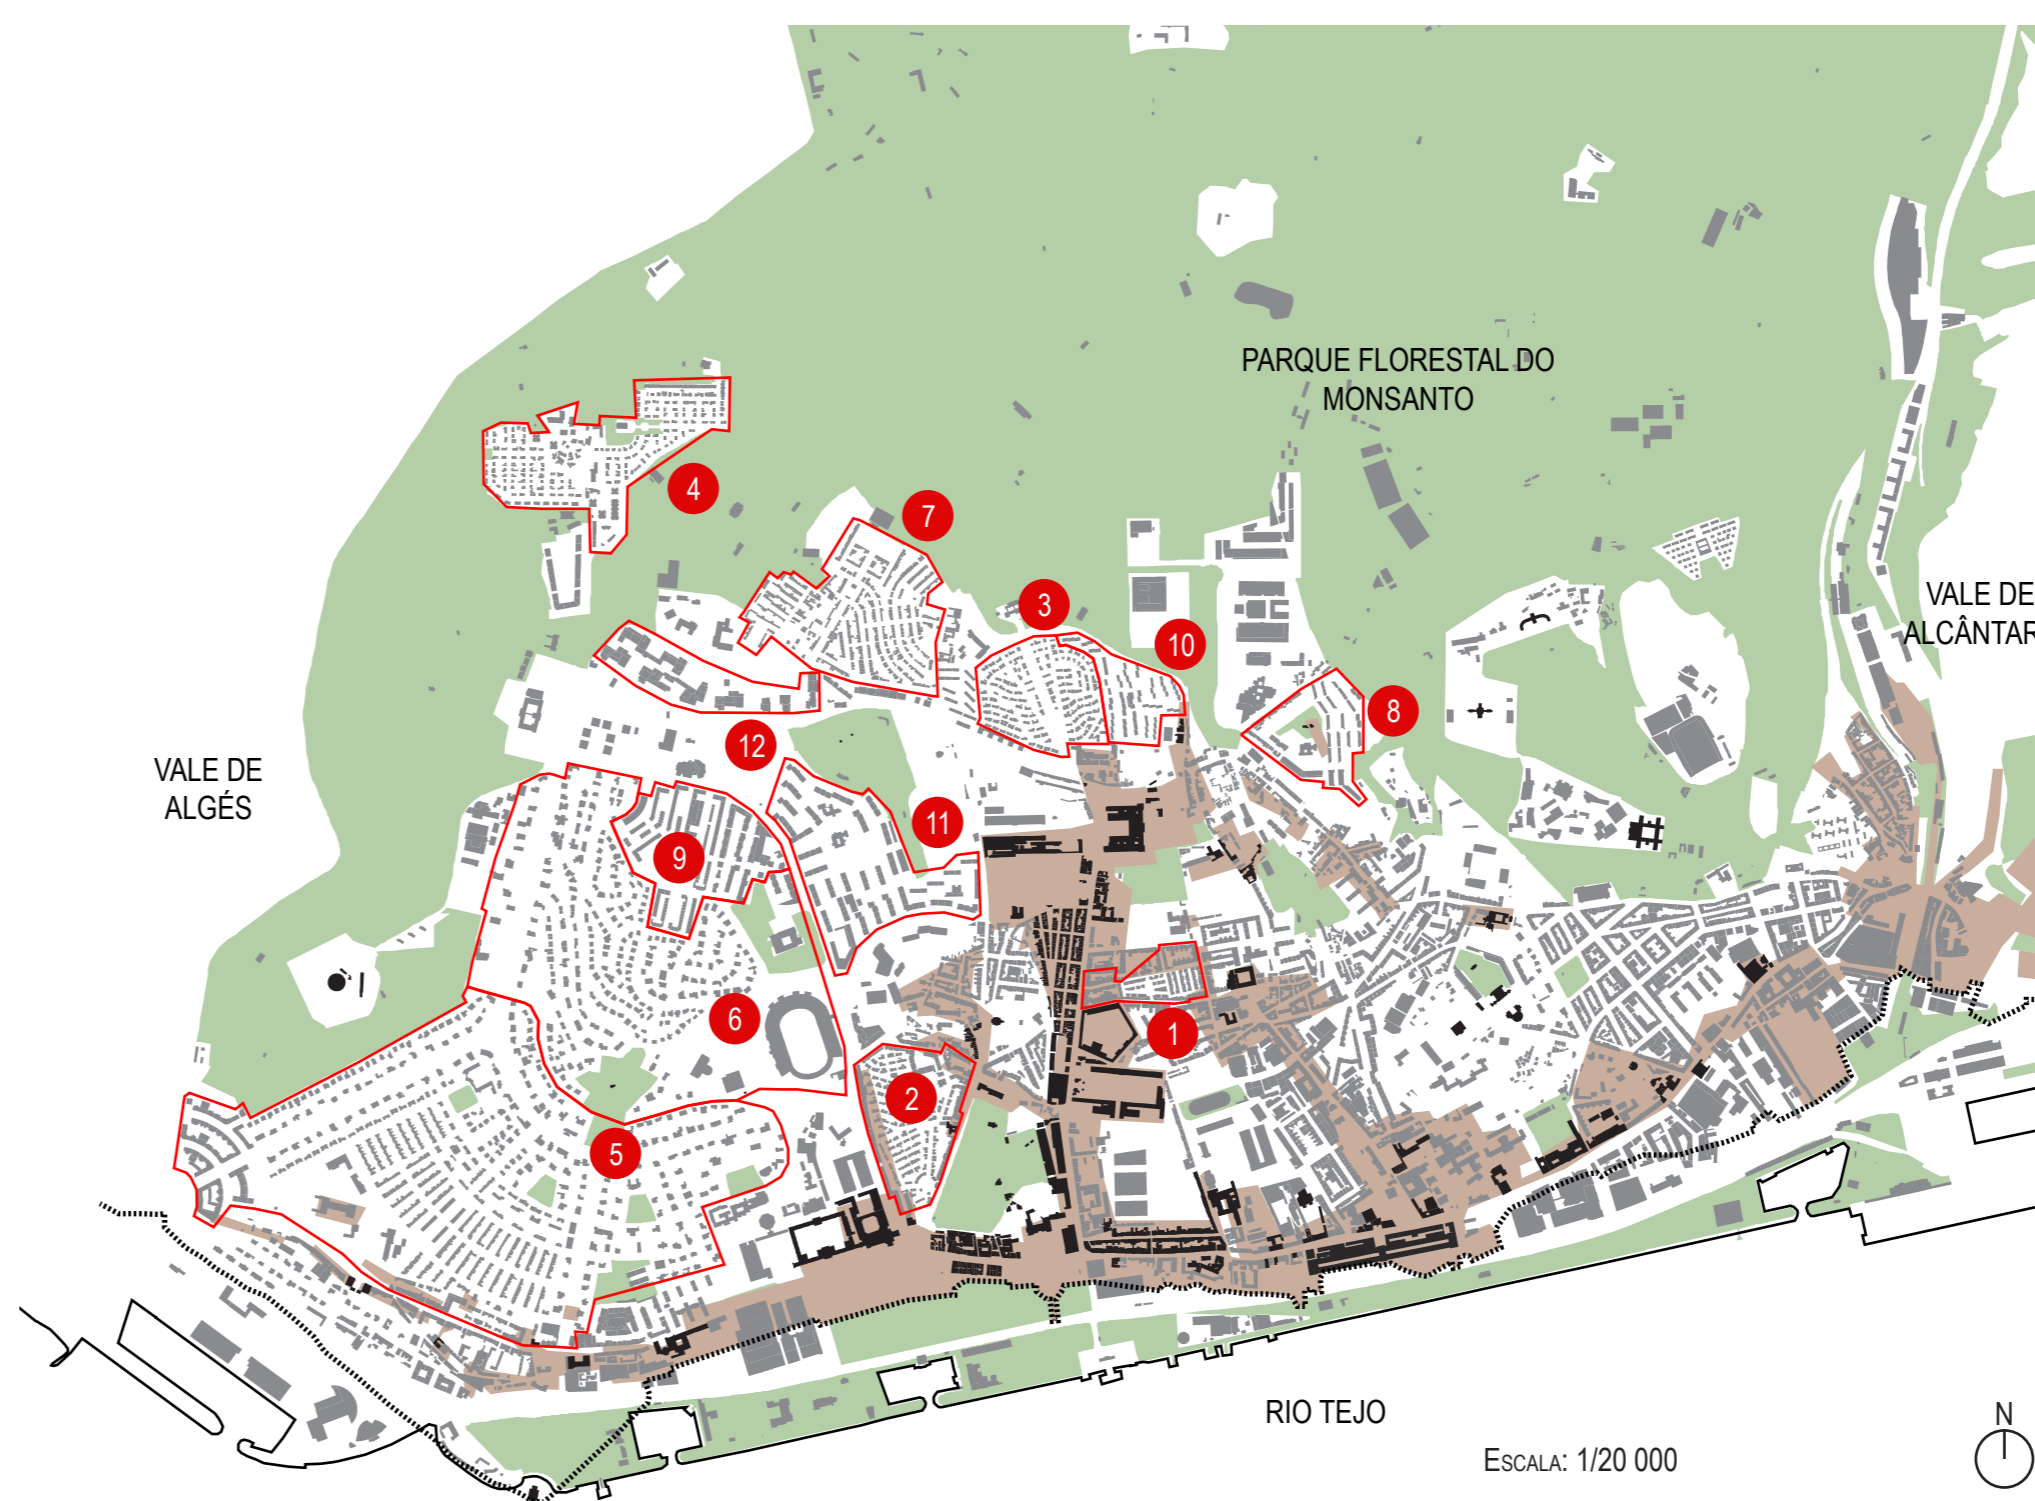 PARQUE FLORESTAL DO
MONSANTO
4
7
3
10
VALE DE
ALCÂNTAR
8
12
VALE DE
ALGÉS
11
9
6
1
2
5
RIO TEJO
N
ESCALA: 1/20 000